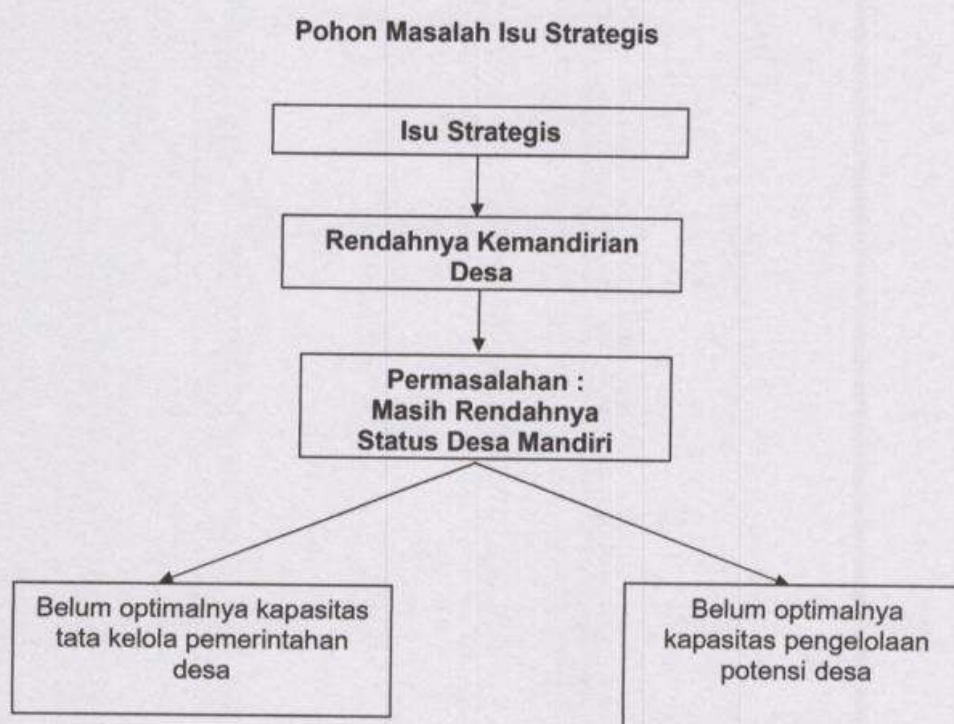 Pohon Masalah Isu Strategis
Isu Strategis
Rendahnya Kemandirian
Desa
Permasalahan :
Masih Rendahnya
Status Desa Mandiri
Belum optimalnya kapasitas
tata kelola pemerintahan
desa
Belum optimalnya
kapasitas pengelolaan
potensi desa